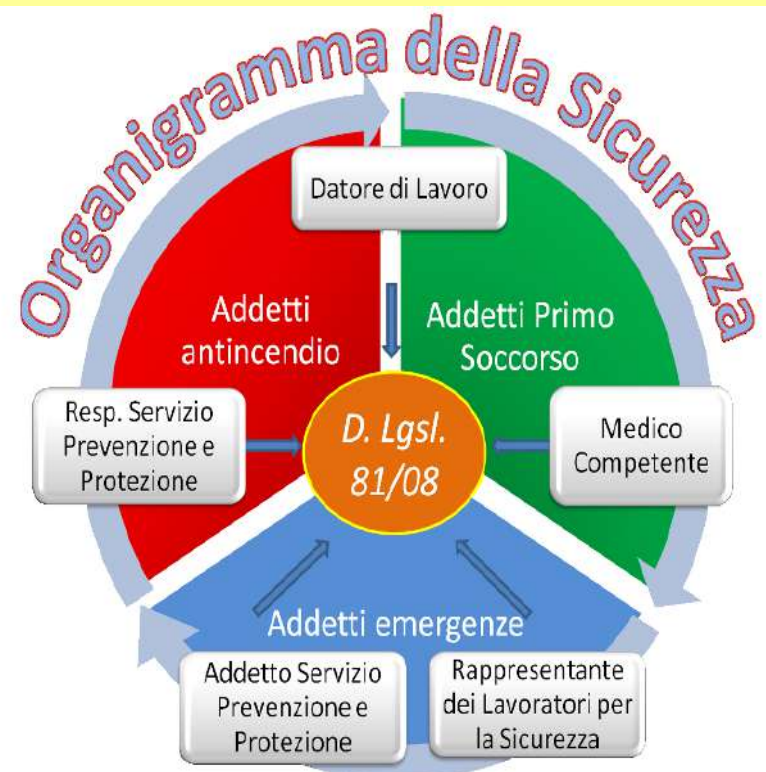 Organigramma della Sicurezza
Datore di Lavoro
Addetti
antincendio
Addetti Primo
Soccorso
Resp. Servizio
Prevenzione e
Protezione
D. Lgsl.
81/08
Medico
Competente
Addetti emergenze
Addetto Servizio
Prevenzione e
Protezione
Rappresentante
dei Lavoratori per
la Sicurezza